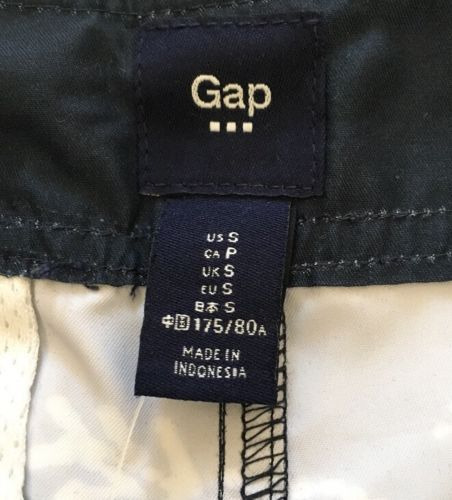 Gap
US S
CA P
UK S
EU S
日本 S
中国 175/80A
MADE IN
INDONESIA